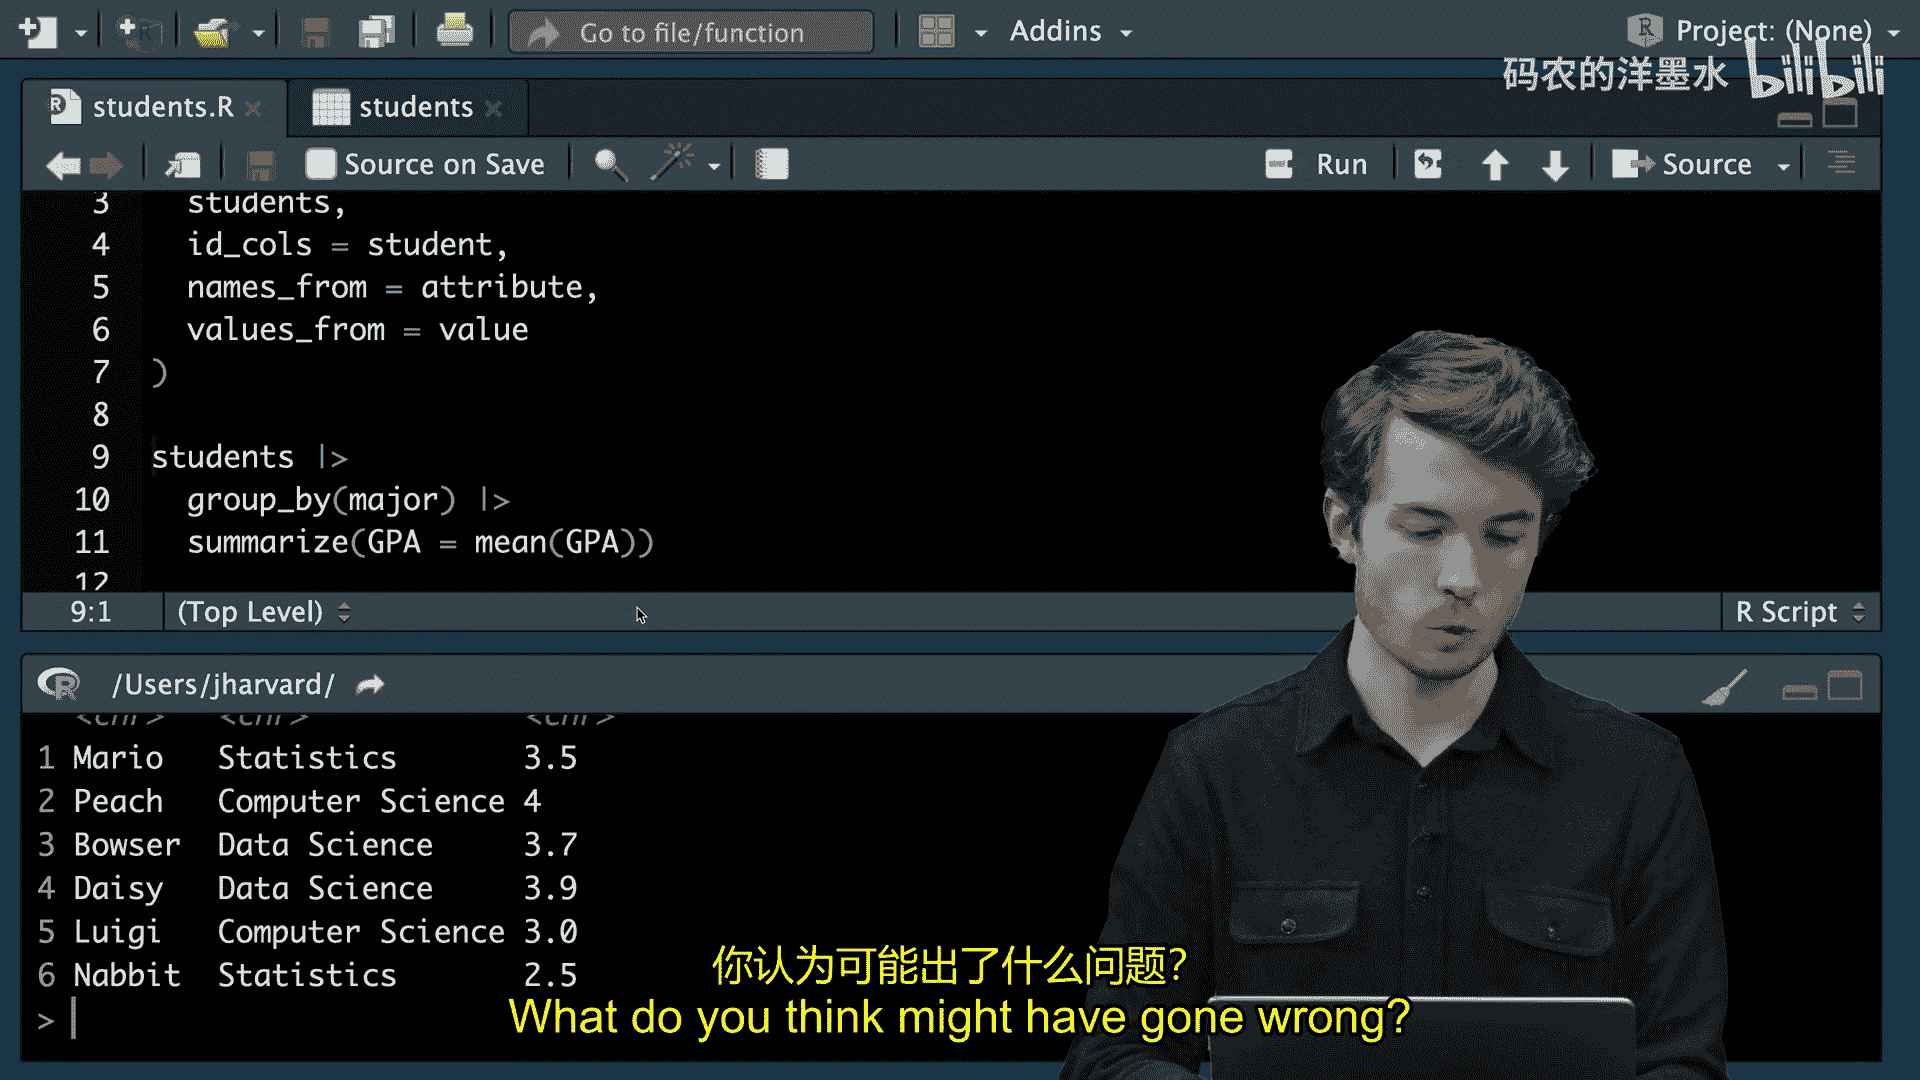 Go to file/function
Addins
Project: (None)
码农的洋墨水 bilibili
students.R
students
Source on Save
Run
Source
3 students,
4 id_cols = student,
5 names_from = attribute,
6 values_from = value
7 )
8
9 students |>
10 group_by(major) |>
11 summarize(GPA = mean(GPA))
12
9:1
(Top Level)
R Script
/Users/jharvard/
<chr> <chr> <chr>
1 Mario Statistics 3.5
2 Peach Computer Science 4
3 Bowser Data Science 3.7
4 Daisy Data Science 3.9
5 Luigi Computer Science 3.0
6 Nabbit Statistics 2.5
>
你认为可能出了什么问题?
What do you think might have gone wrong?